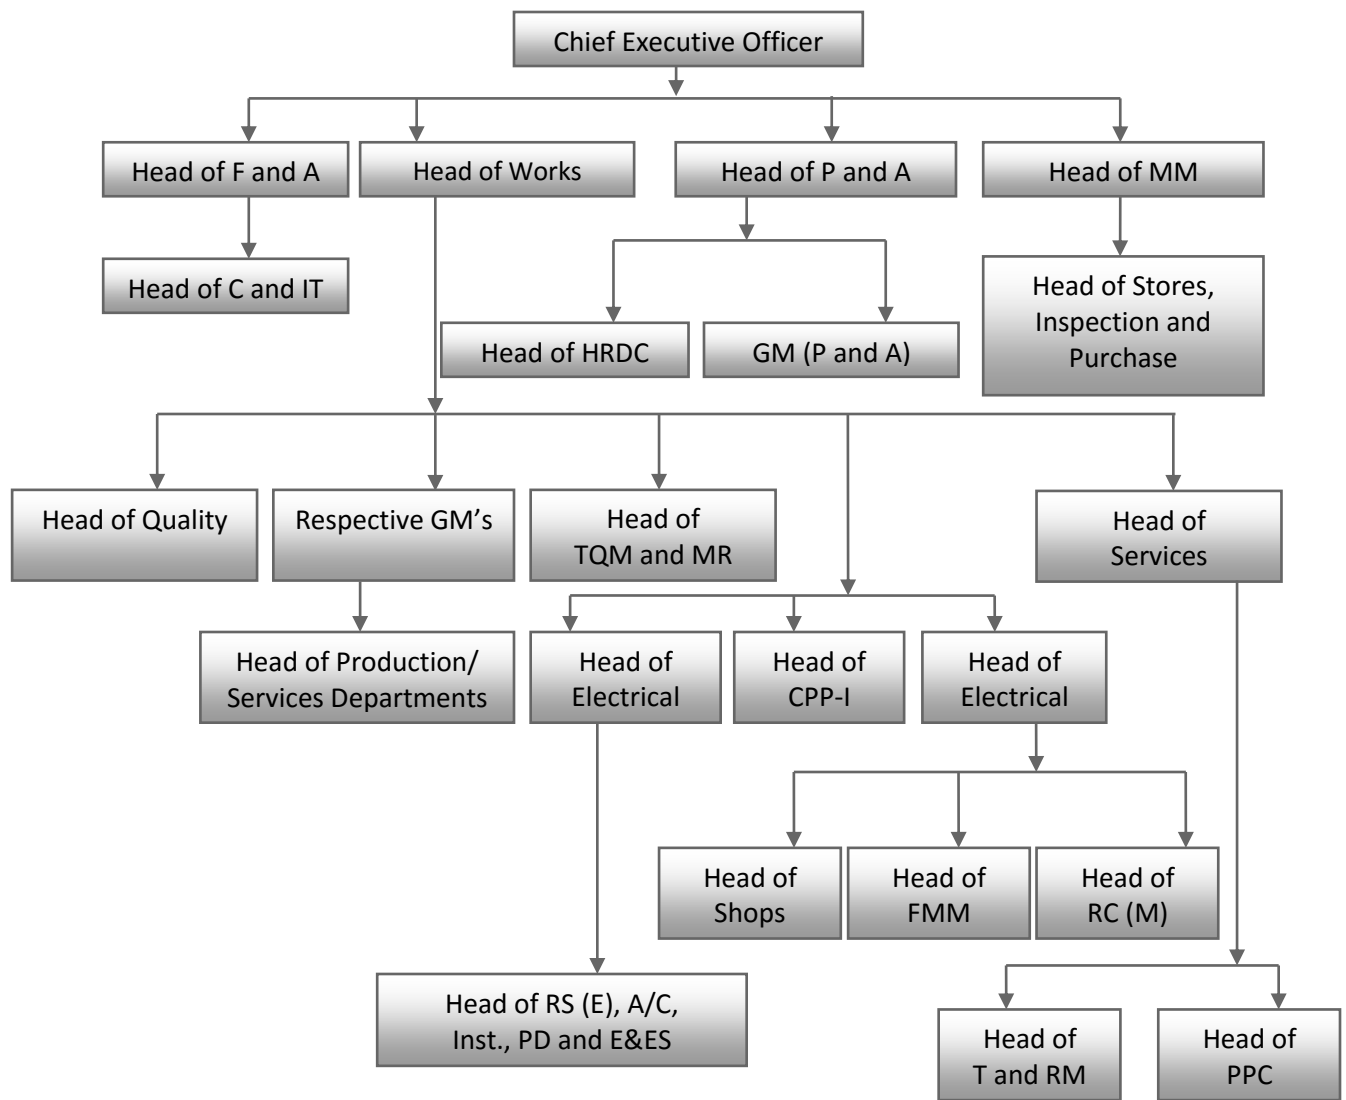 Chief Executive Officer
Head of F and A
Head of Works
Head of P and A
Head of MM
Head of C and IT
Head of HRDC
GM (P and A)
Head of Stores,
Inspection and
Purchase
Head of Quality
Respective GM’s
Head of
TQM and MR
Head of
Services
Head of Production/
Services Departments
Head of
Electrical
Head of
CPP-I
Head of
Electrical
Head of
Shops
Head of
FMM
Head of
RC (M)
Head of RS (E), A/C,
Inst., PD and E&ES
Head of
T and RM
Head of
PPC